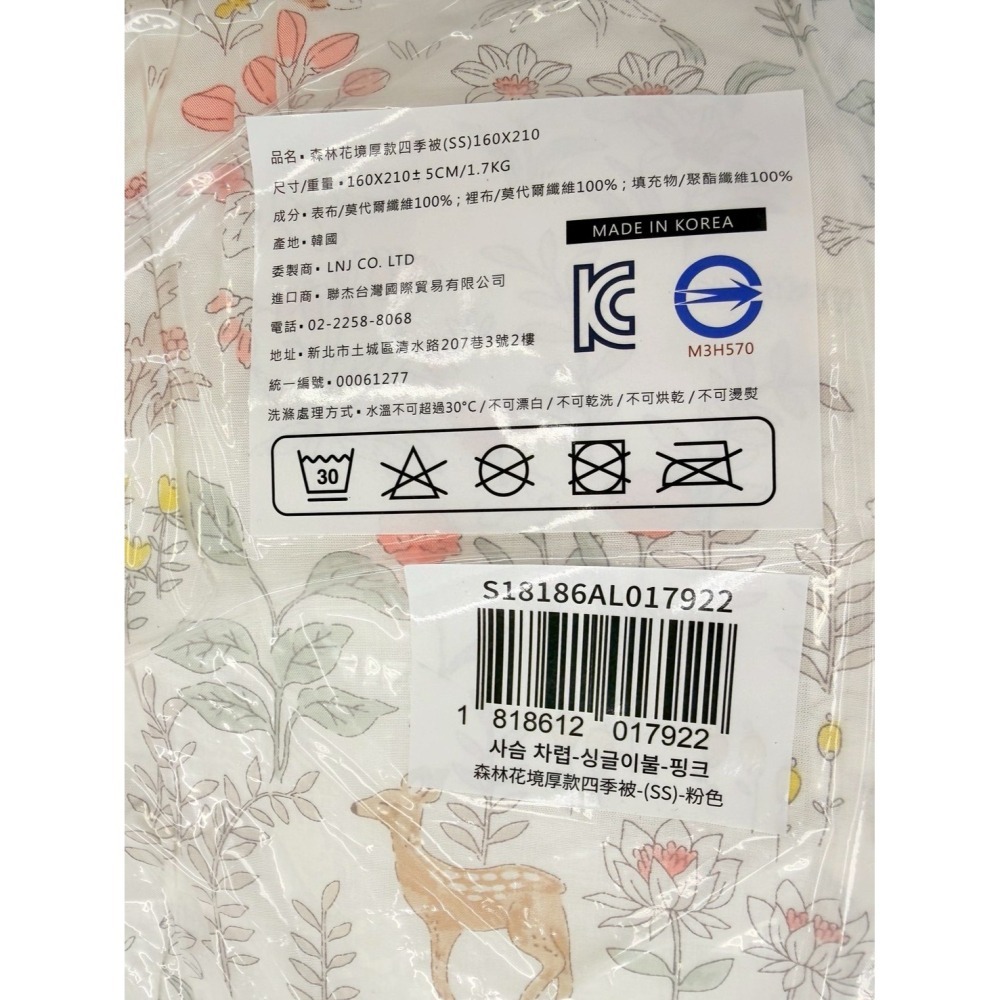 品名▪森林花境厚款四季被(SS)160X210
尺寸/重量▪160X210±5CM/1.7KG
成分▪表布/莫代爾纖維100%；裡布/莫代爾纖維100%；填充物/聚酯纖維100%
產地▪韓國
MADE IN KOREA
委製商▪LNJ CO. LTD
進口商▪聯杰台灣國際貿易有限公司
電話▪02-2258-8068
地址▪新北市土城區清水路207巷3號2樓
M3H570
統一編號▪00061277
洗滌處理方式▪水溫不可超過30°C/不可漂白/不可乾洗/不可烘乾/不可燙熨
30
S18186AL017922
1 818612 017922
사슴 차렵-싱글이불-핑크
森林花境厚款四季被-(SS)-粉色